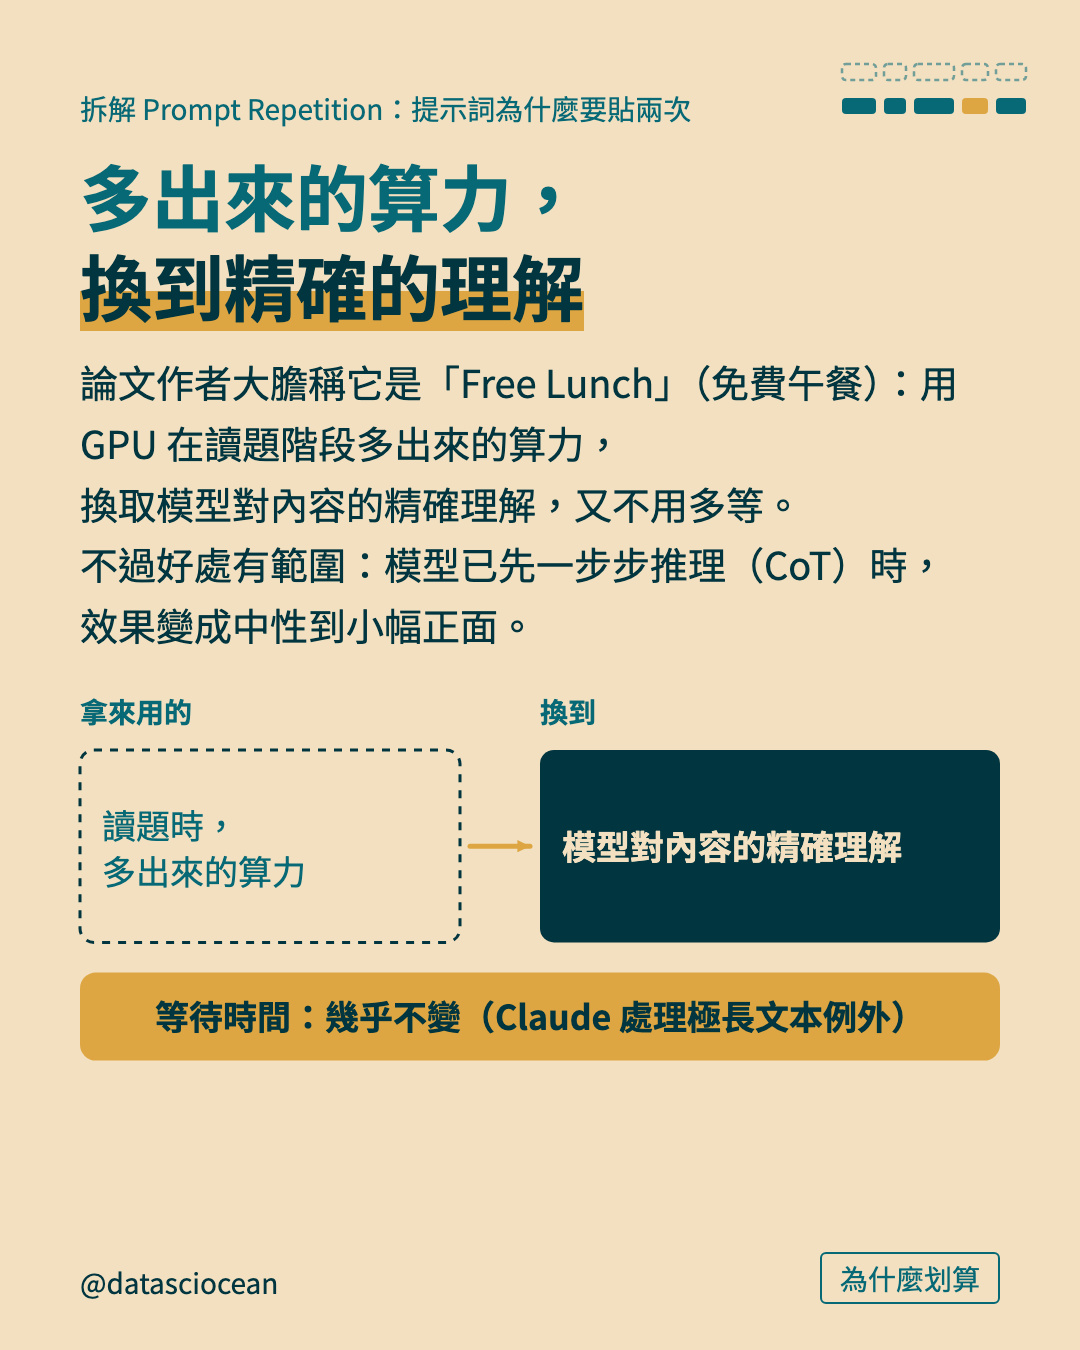 拆解 Prompt Repetition：提示詞為什麼要貼兩次
多出來的算力，
換到精確的理解
論文作者大膽稱它是「Free Lunch」（免費午餐）：用
GPU 在讀題階段多出來的算力，
換取模型對內容的精確理解，又不用多等。
不過好處有範圍：模型已先一步步推理（CoT）時，
效果變成中性到小幅正面。
拿來用的
換到
讀題時，
多出來的算力
模型對內容的精確理解
等待時間：幾乎不變（Claude 處理極長文本例外）
@datasciocean
為什麼划算